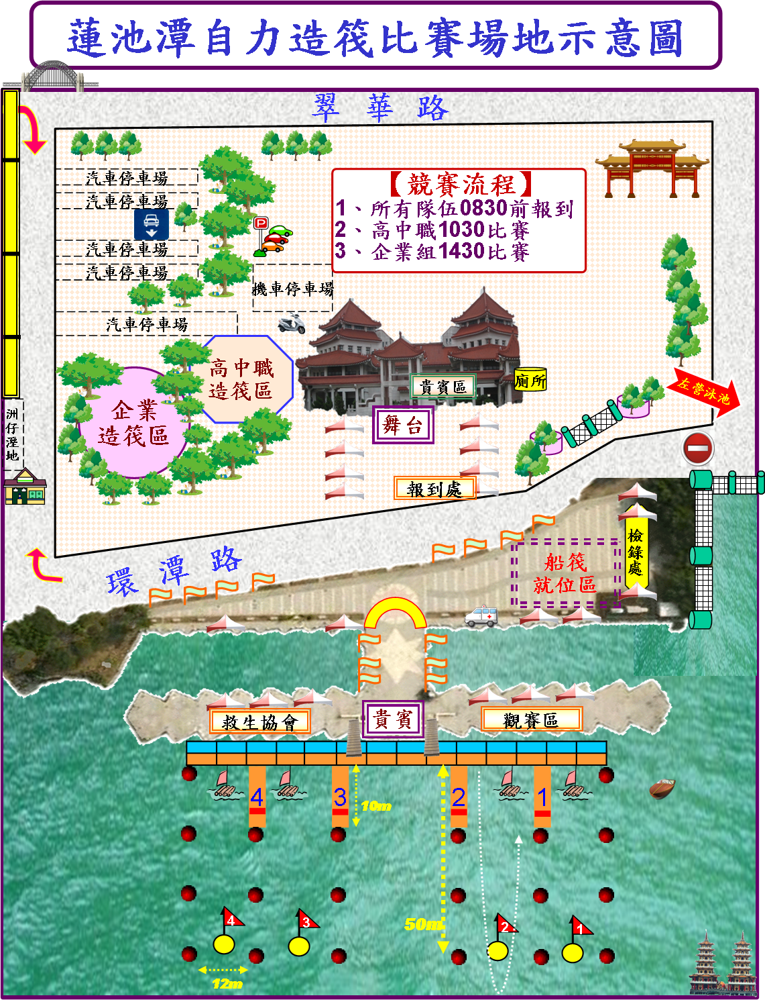 蓮池潭自力造筏比賽場地示意圖
翠華路
汽車停車場
汽車停車場
汽車停車場
汽車停車場
汽車停車場
P
機車停車場
【競賽流程】
1、所有隊伍0830前報到
2、高中職1030比賽
3、企業組1430比賽
高中職
造筏區
企業
造筏區
貴賓區
廁所
舞台
報到處
左營泳池
洲仔溼地
環潭路
船筏
就位區
檢錄處
救生協會
貴賓
觀賽區
4
3
2
1
10m
50m
4
3
2
1
12m